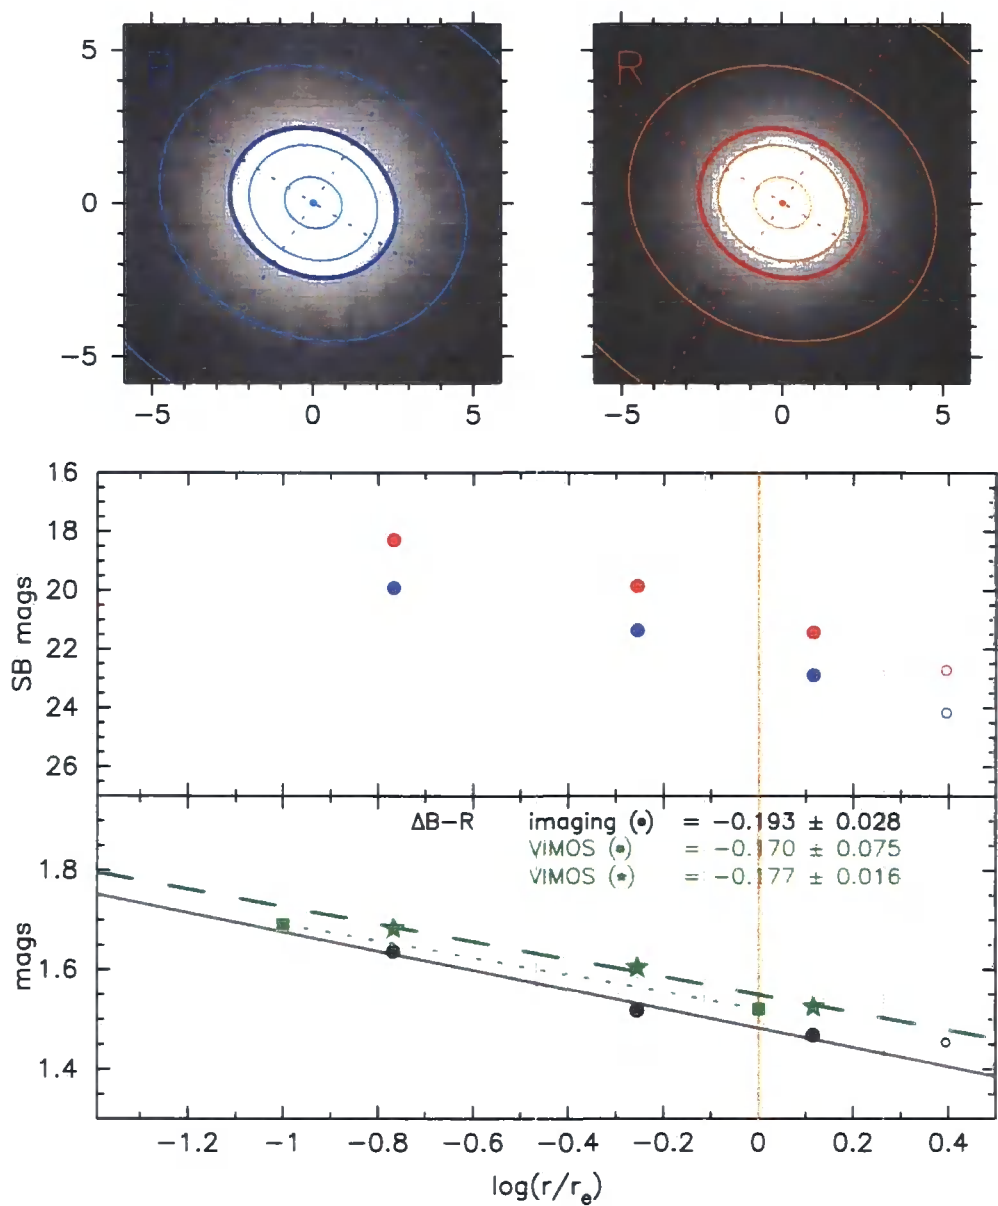 R
5
0
−5
−5 0 5
−5 0 5
16
18
20
22
24
26
SB mags
ΔB−R imaging (•) = −0.193 ± 0.028
VIMOS (▪) = −0.170 ± 0.075
VIMOS (★) = −0.177 ± 0.016
1.8
1.6
1.4
mags
−1.2 −1 −0.8 −0.6 −0.4 −0.2 0 0.2 0.4
log(r/rₑ)